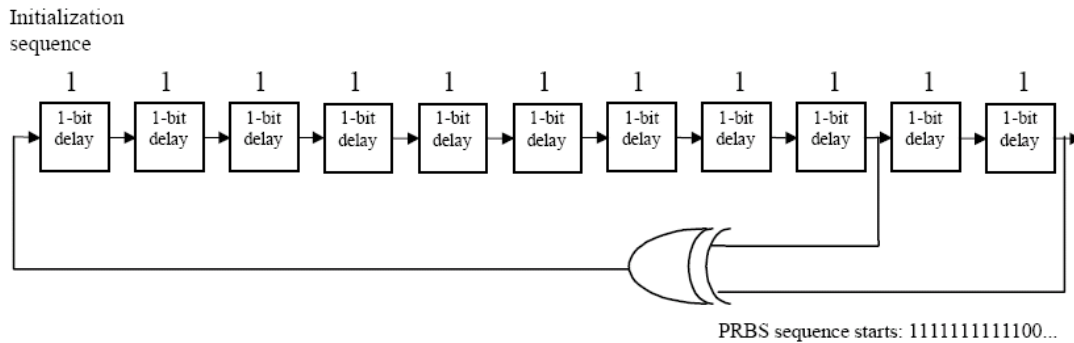 Initialization
sequence
1 1 1 1 1 1 1 1 1 1 1
1-bit 1-bit 1-bit 1-bit 1-bit 1-bit 1-bit 1-bit 1-bit 1-bit 1-bit
delay delay delay delay delay delay delay delay delay delay delay
PRBS sequence starts: 1111111111100...